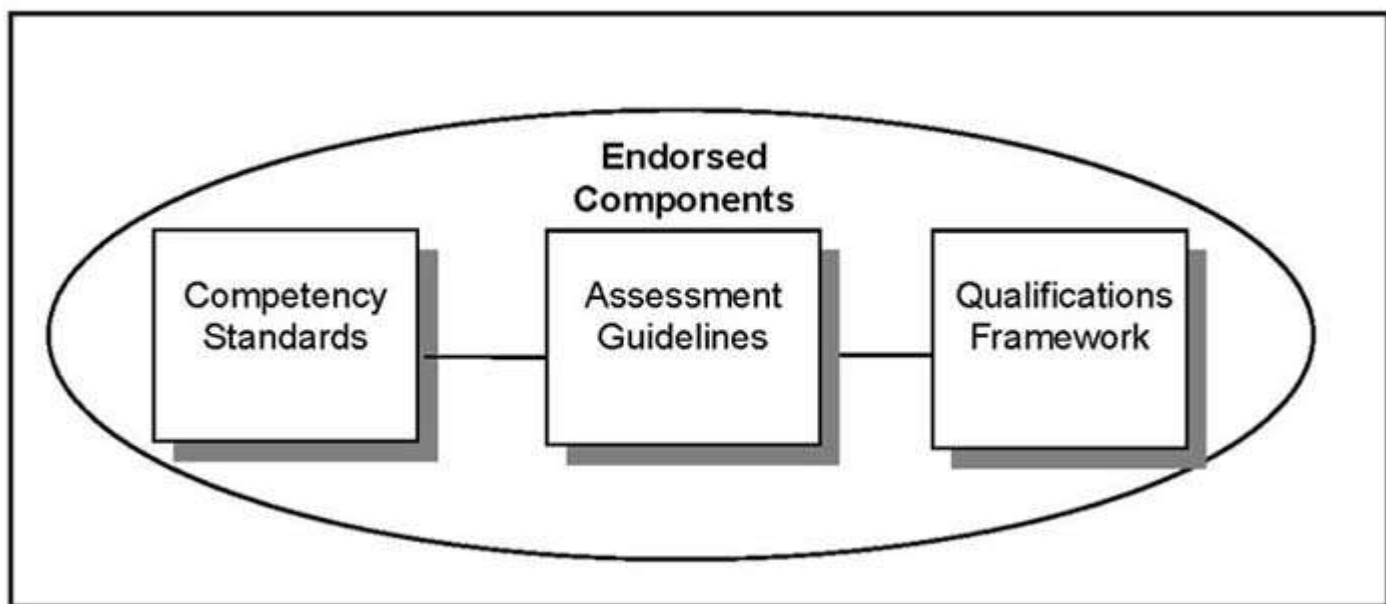 Endorsed
Components
Competency
Standards
Assessment
Guidelines
Qualifications
Framework